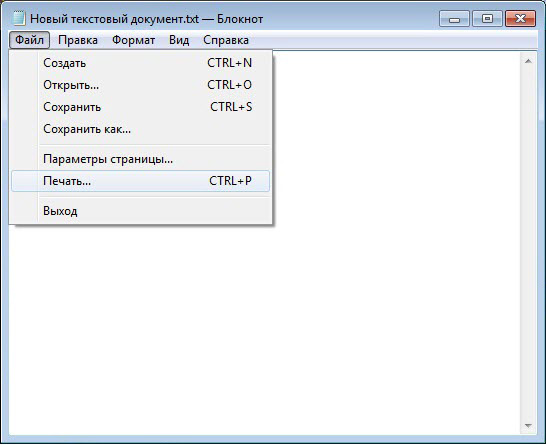 Новый текстовый документ.txt — Блокнот
Файл Правка Формат Вид Справка
Создать CTRL+N
Открыть... CTRL+O
Сохранить CTRL+S
Сохранить как...
Параметры страницы...
Печать... CTRL+P
Выход